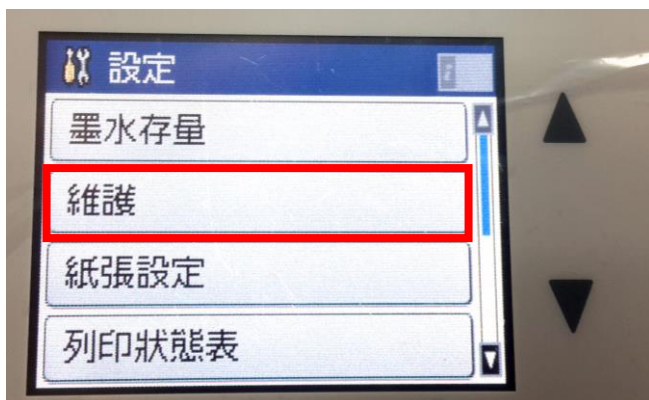 設定
墨水存量
維護
紙張設定
列印狀態表